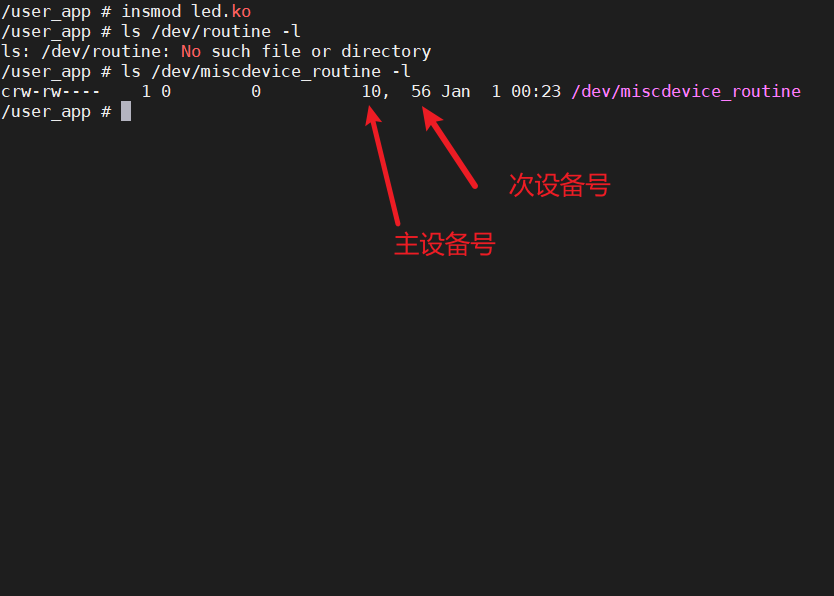 /user_app # insmod led.ko
/user_app # ls /dev/routine -l
ls: /dev/routine: No such file or directory
/user_app # ls /dev/miscdevice_routine -l
crw-rw----    1 0        0          10,  56 Jan  1 00:23 /dev/miscdevice_routine
/user_app #
次设备号
主设备号